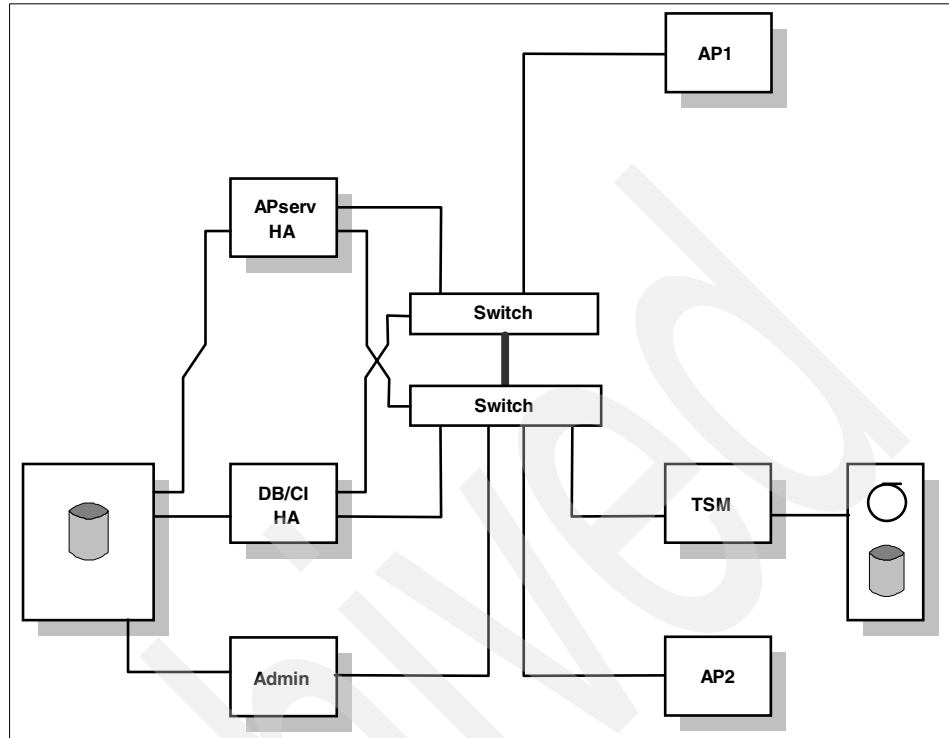 AP1
APserv
HA
Switch
Switch
DB/CI
HA
TSM
Admin
AP2